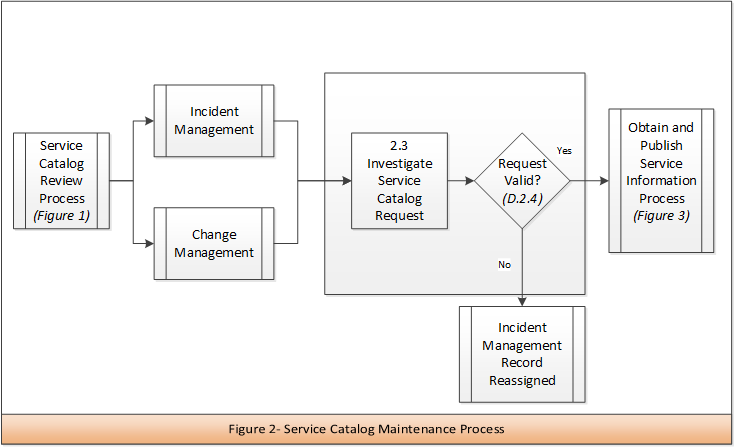 Service
Catalog
Review
Process
(Figure 1)
Incident
Management
Change
Management
2.3
Investigate
Service
Catalog
Request
Request
Valid?
(D.2.4)
Yes
No
Obtain and
Publish
Service
Information
Process
(Figure 3)
Incident
Management
Record
Reassigned
Figure 2- Service Catalog Maintenance Process